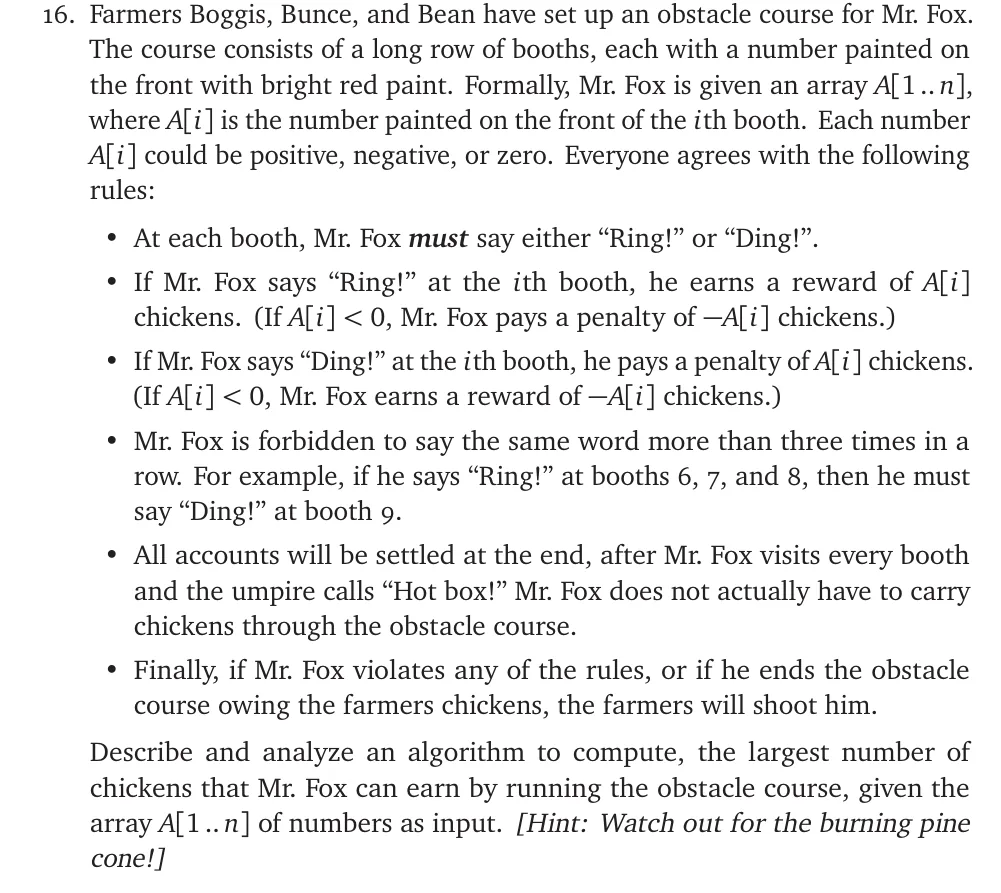 16. Farmers Boggis, Bunce, and Bean have set up an obstacle course for Mr. Fox.
The course consists of a long row of booths, each with a number painted on
the front with bright red paint. Formally, Mr. Fox is given an array A[1 .. n],
where A[i] is the number painted on the front of the ith booth. Each number
A[i] could be positive, negative, or zero. Everyone agrees with the following
rules:
• At each booth, Mr. Fox must say either “Ring!” or “Ding!”.
• If Mr. Fox says “Ring!” at the ith booth, he earns a reward of A[i]
chickens. (If A[i] < 0, Mr. Fox pays a penalty of −A[i] chickens.)
• If Mr. Fox says “Ding!” at the ith booth, he pays a penalty of A[i] chickens.
(If A[i] < 0, Mr. Fox earns a reward of −A[i] chickens.)
• Mr. Fox is forbidden to say the same word more than three times in a
row. For example, if he says “Ring!” at booths 6, 7, and 8, then he must
say “Ding!” at booth 9.
• All accounts will be settled at the end, after Mr. Fox visits every booth
and the umpire calls “Hot box!” Mr. Fox does not actually have to carry
chickens through the obstacle course.
• Finally, if Mr. Fox violates any of the rules, or if he ends the obstacle
course owing the farmers chickens, the farmers will shoot him.
Describe and analyze an algorithm to compute, the largest number of
chickens that Mr. Fox can earn by running the obstacle course, given the
array A[1 .. n] of numbers as input. [Hint: Watch out for the burning pine
cone!]